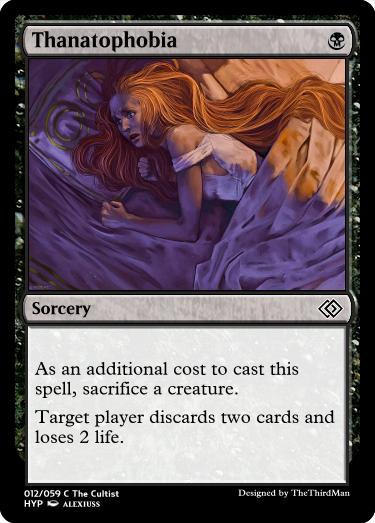 Thanatophobia
Sorcery
As an additional cost to cast this
spell, sacrifice a creature.
Target player discards two cards and
loses 2 life.
012/059 C The Cultist
Designed by TheThirdMan
HYP ALEXIUSS